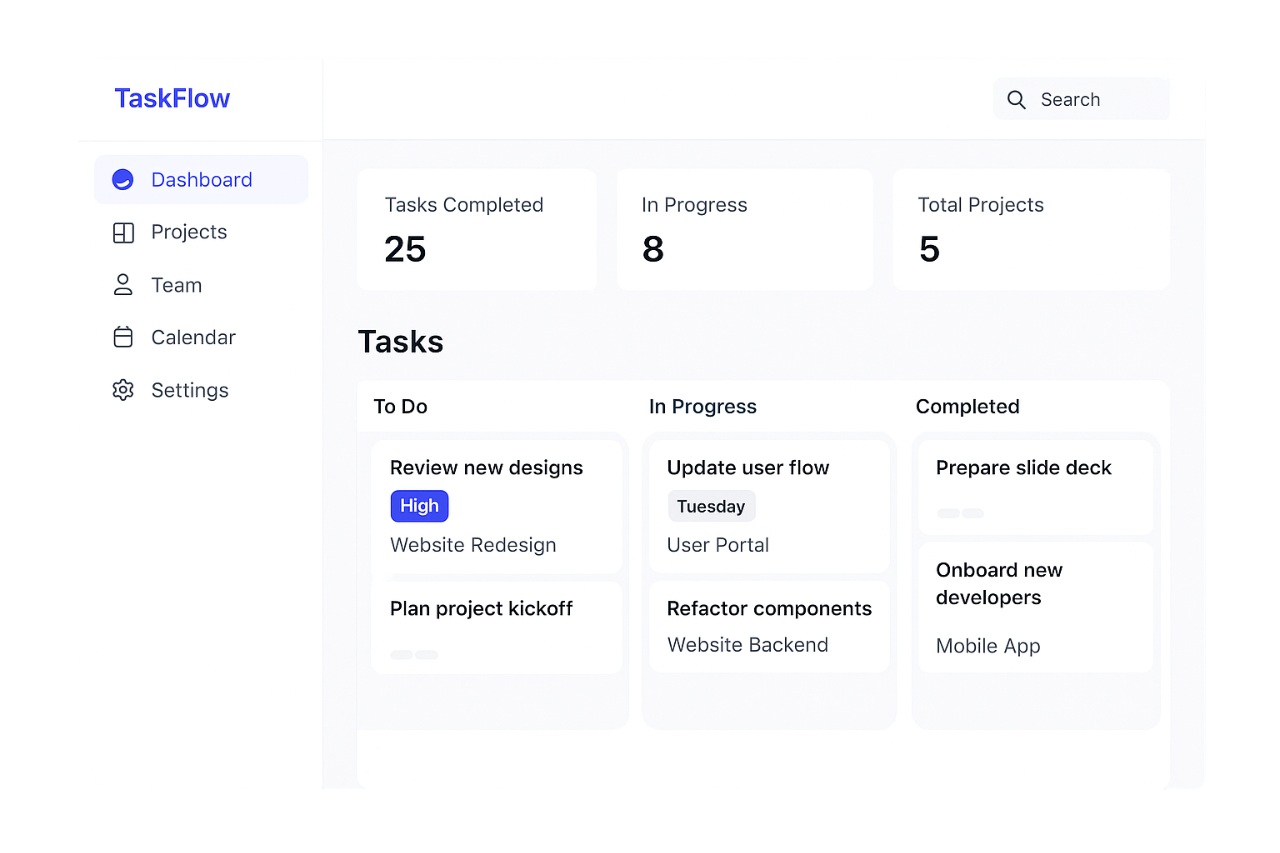 TaskFlow
Search
Dashboard
Projects
Team
Calendar
Settings
Tasks Completed
25
In Progress
8
Total Projects
5
Tasks
To Do
Review new designs
High
Website Redesign
Plan project kickoff
In Progress
Update user flow
Tuesday
User Portal
Refactor components
Website Backend
Completed
Prepare slide deck
Onboard new
developers
Mobile App